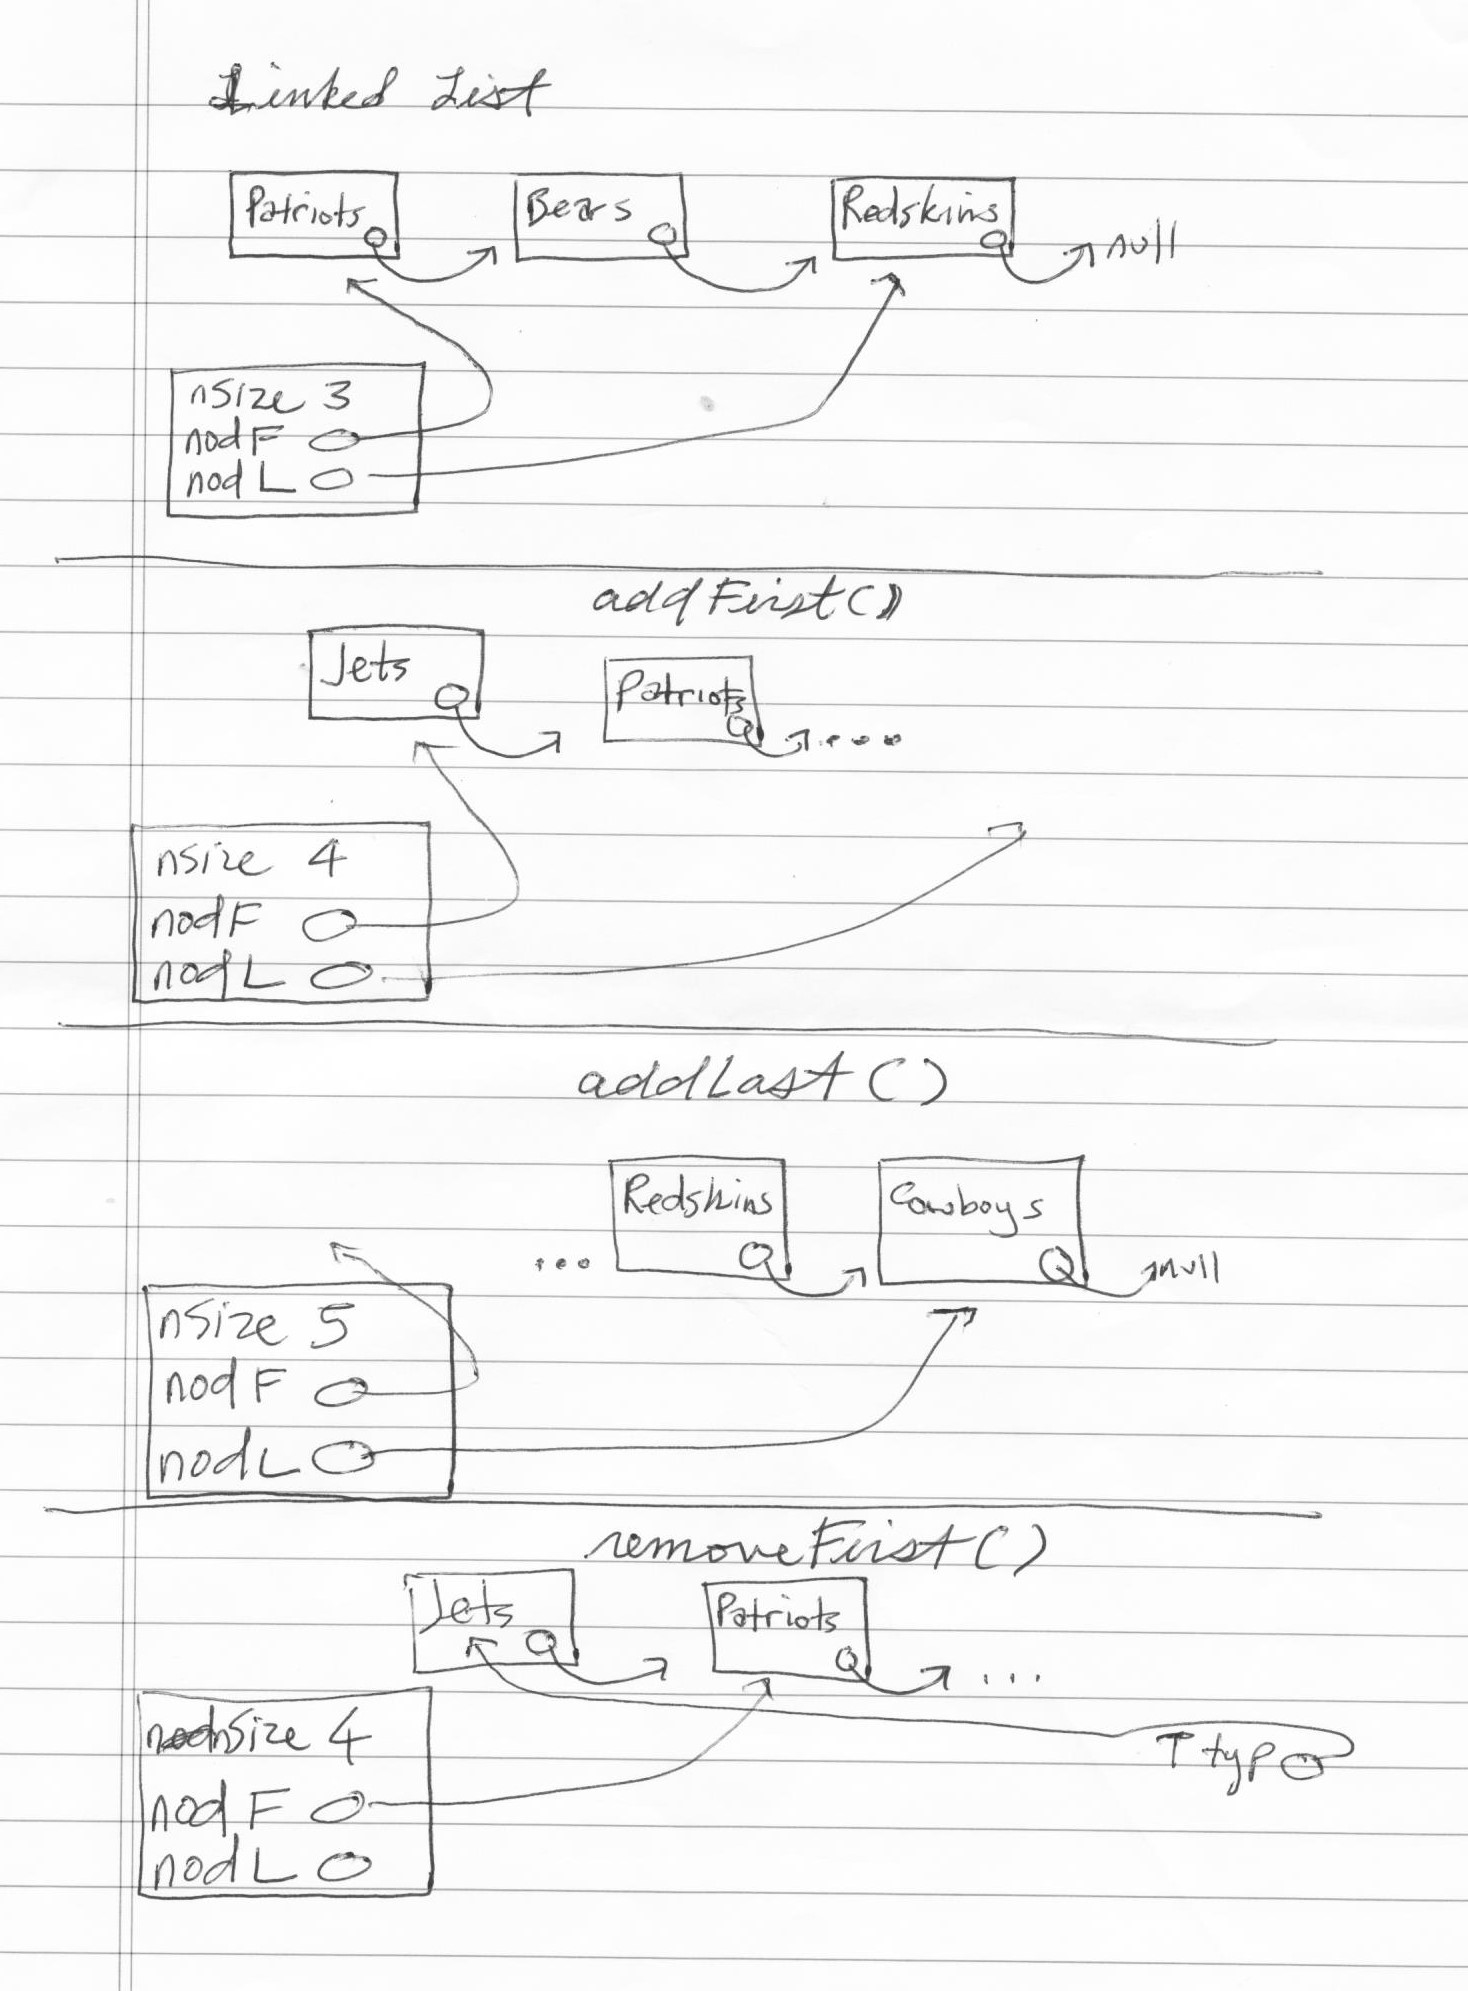 Linked List
Patriots Bears Redskins null
nSize 3
nodF
nodL
addFirst()
Jets Patriots ...
nSize 4
nodF
nodL
addLast()
... Redskins Cowboys null
nSize 5
nodF
nodL
removeFirst()
Jets Patriots ...
nSize 4
T typ
nodF
nodL